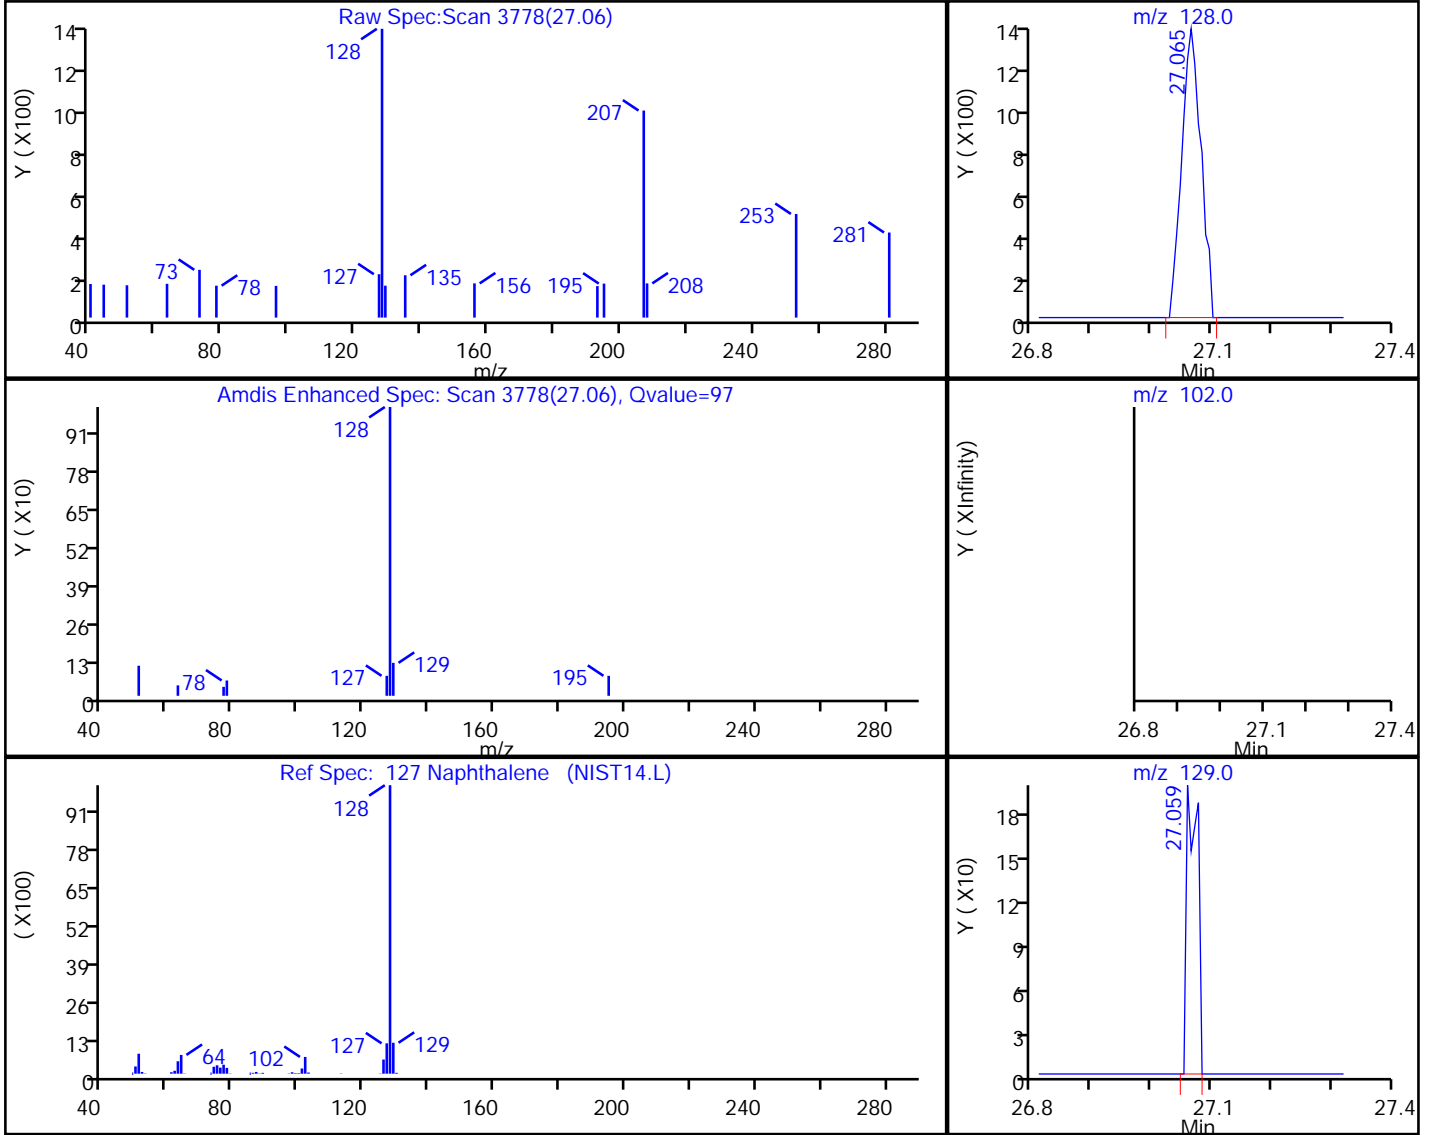 Raw Spec:Scan 3778(27.06)
Y ( X100)
14
12
10
8
6
4
2
0
128
207
253
281
73
78
127
135
156
195
208
40 80 120 160 200 240 280
m/z
m/z 128.0
Y ( X100)
14
12
10
8
6
4
2
0
27.065
26.8 27.1 27.4
Min
Amdis Enhanced Spec: Scan 3778(27.06), Qvalue=97
Y ( X10)
91
78
65
52
39
26
13
0
128
78
127
129
195
40 80 120 160 200 240 280
m/z
m/z 102.0
Y ( XInfinity)
26.8 27.1 27.4
Min
Ref Spec: 127 Naphthalene (NIST14.L)
( X100)
91
78
65
52
39
26
13
0
128
64
102
127
129
40 80 120 160 200 240 280
m/z 129.0
Y ( X10)
18
15
12
9
6
3
0
27.059
26.8 27.1 27.4
Min